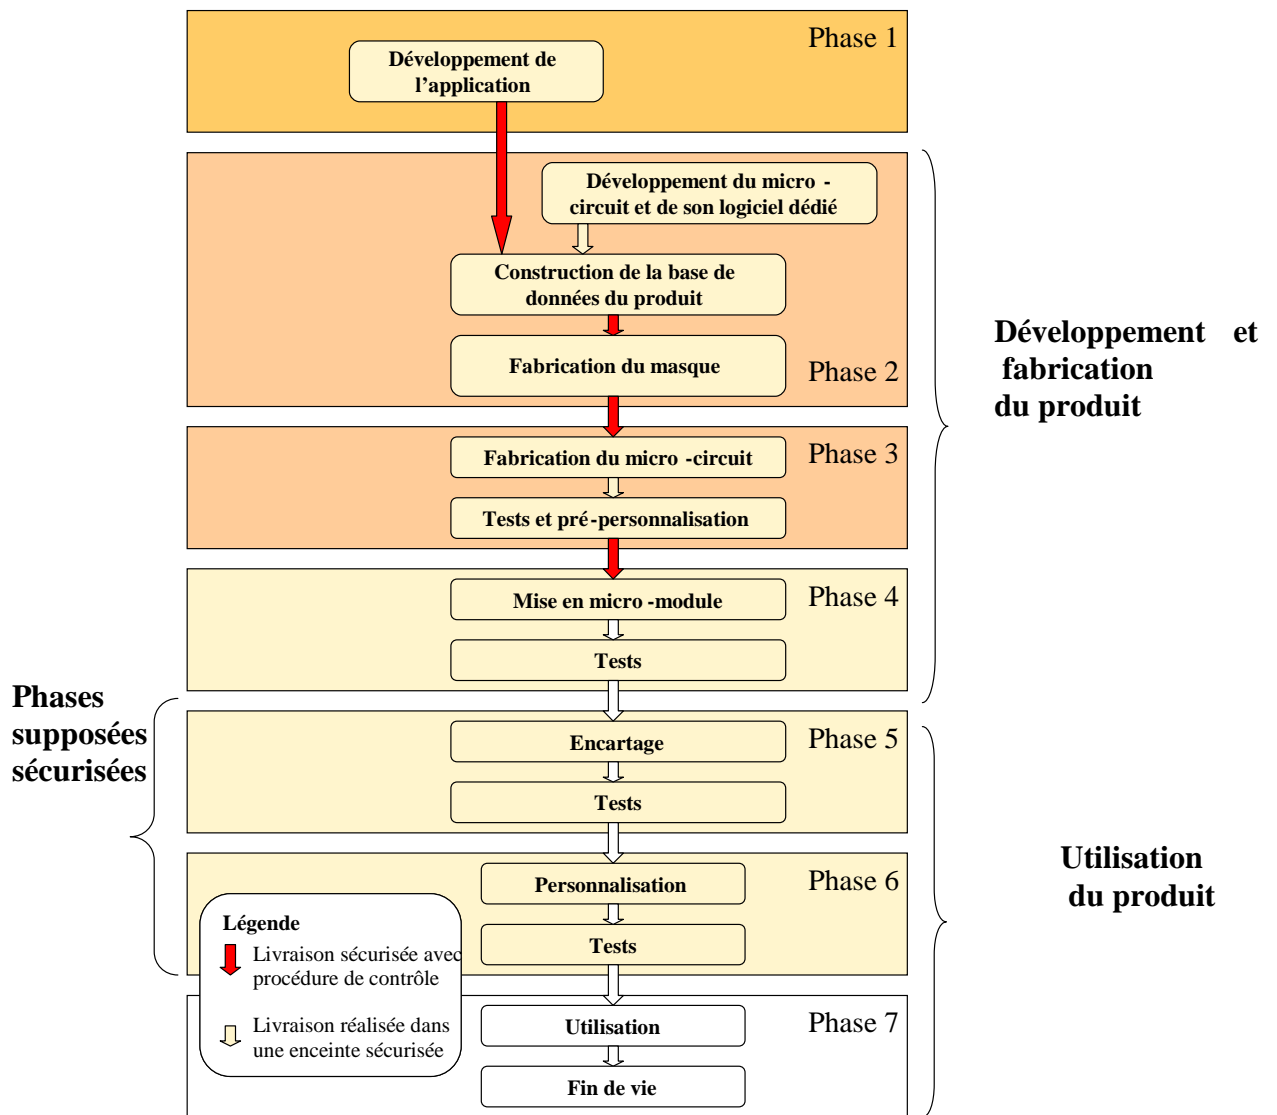 Phase 1
Développement de
l’application
Développement du micro -
circuit et de son logiciel dédié
Construction de la base de
données du produit
Fabrication du masque
Phase 2
Développement et
fabrication
du produit
Phase 3
Fabrication du micro -circuit
Tests et pré-personnalisation
Phase 4
Mise en micro -module
Tests
Phases
supposées
sécurisées
Phase 5
Encartage
Tests
Phase 6
Personnalisation
Tests
Utilisation
du produit
Légende
Livraison sécurisée avec
procédure de contrôle
Livraison réalisée dans
une enceinte sécurisée
Phase 7
Utilisation
Fin de vie